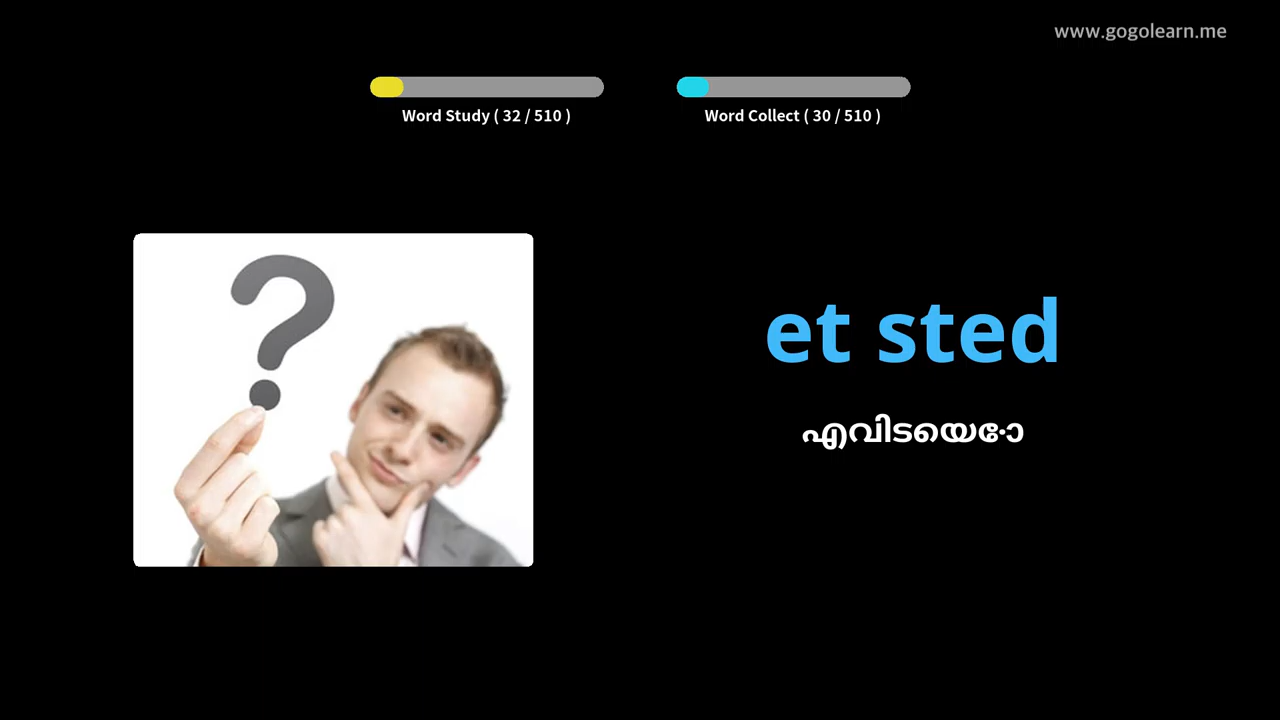 www.gogolearn.me
Word Study ( 32 / 510 )
Word Collect ( 30 / 510 )
?
et sted
എവിടയെോ